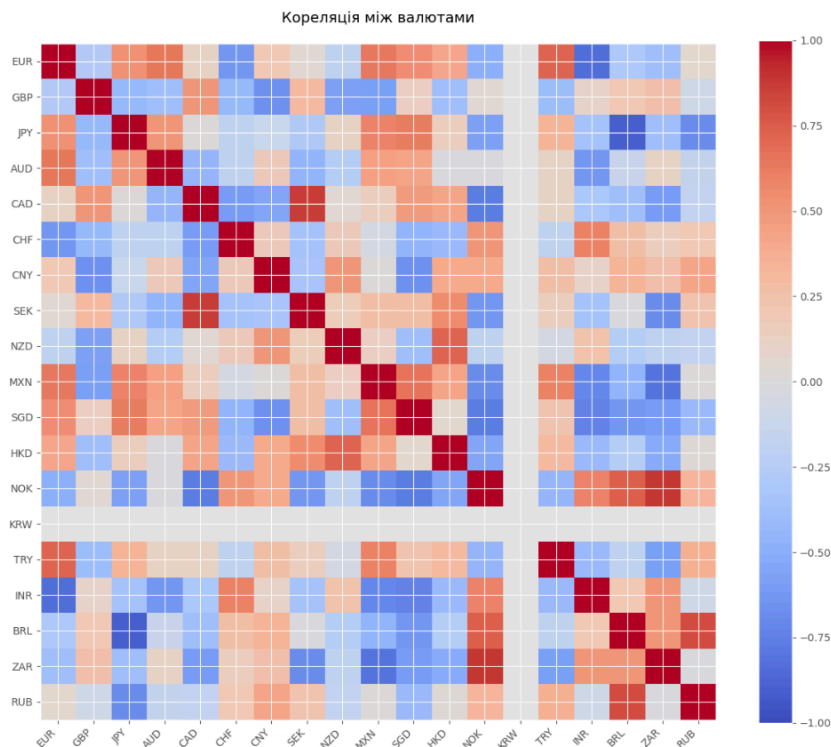 Кореляція між валютами
EUR
GBP
JPY
AUD
CAD
CHF
CNY
SEK
NZD
MXN
SGD
HKD
NOK
KRW
TRY
INR
BRL
ZAR
RUB
EUR GBP JPY AUD CAD CHF CNY SEK NZD MXN SGD HKD NOK KRW TRY INR BRL ZAR RUB
1.00
0.75
0.50
0.25
0.00
−0.25
−0.50
−0.75
−1.00